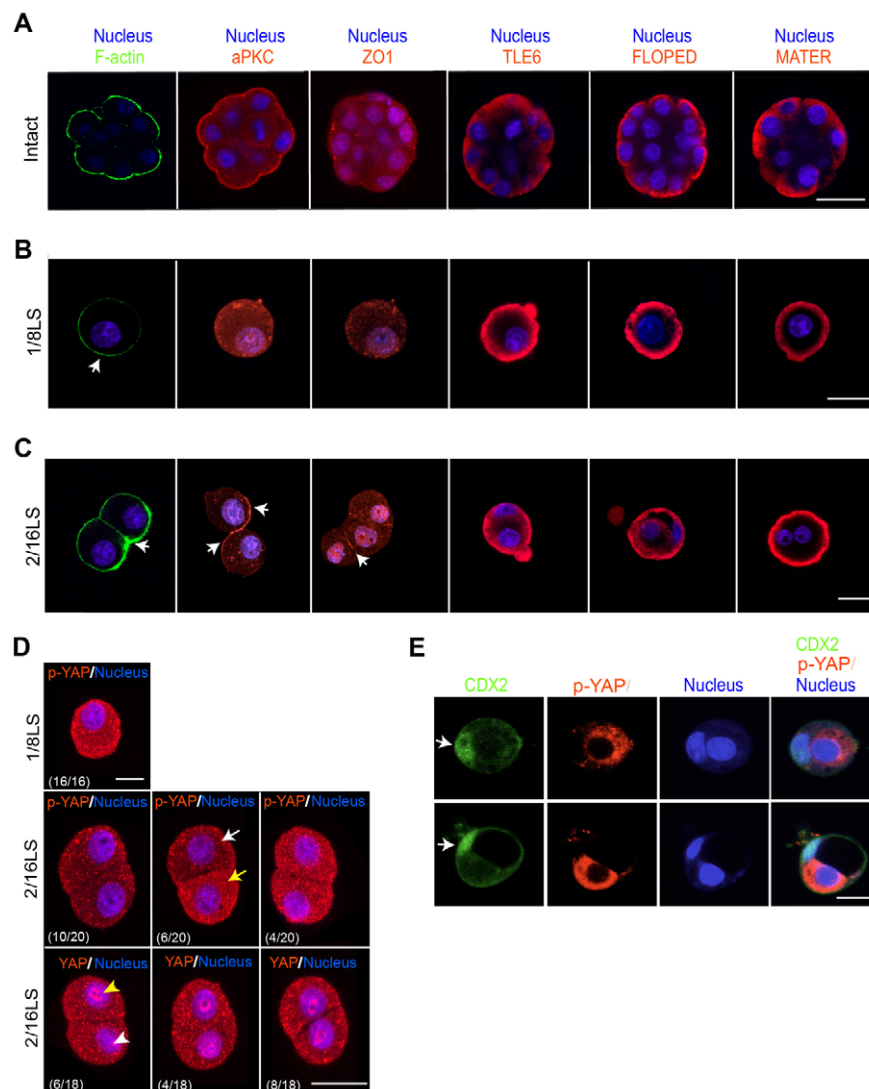 A
Nucleus Nucleus Nucleus Nucleus Nucleus Nucleus
F-actin aPKC ZO1 TLE6 FLOPED MATER
Intact
B
1/8LS
C
2/16LS
D
p-YAP/Nucleus
1/8LS
(16/16)
p-YAP/Nucleus p-YAP/Nucleus p-YAP/Nucleus
2/16LS
(10/20) (6/20) (4/20)
YAP/Nucleus YAP/Nucleus YAP/Nucleus
2/16LS
(6/18) (4/18) (8/18)
E
CDX2 p-YAP/ Nucleus CDX2
p-YAP/
Nucleus